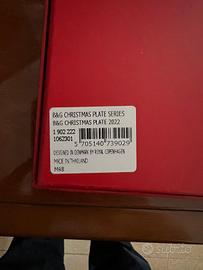 B&G CHRISTMAS PLATE SERIES
B&G CHRISTMAS PLATE 2022
1 902 222
1062301
5 705140 739029
DESIGNED IN DENMARK BY ROYAL COPENHAGEN
MADE IN THAILAND
M48
subito